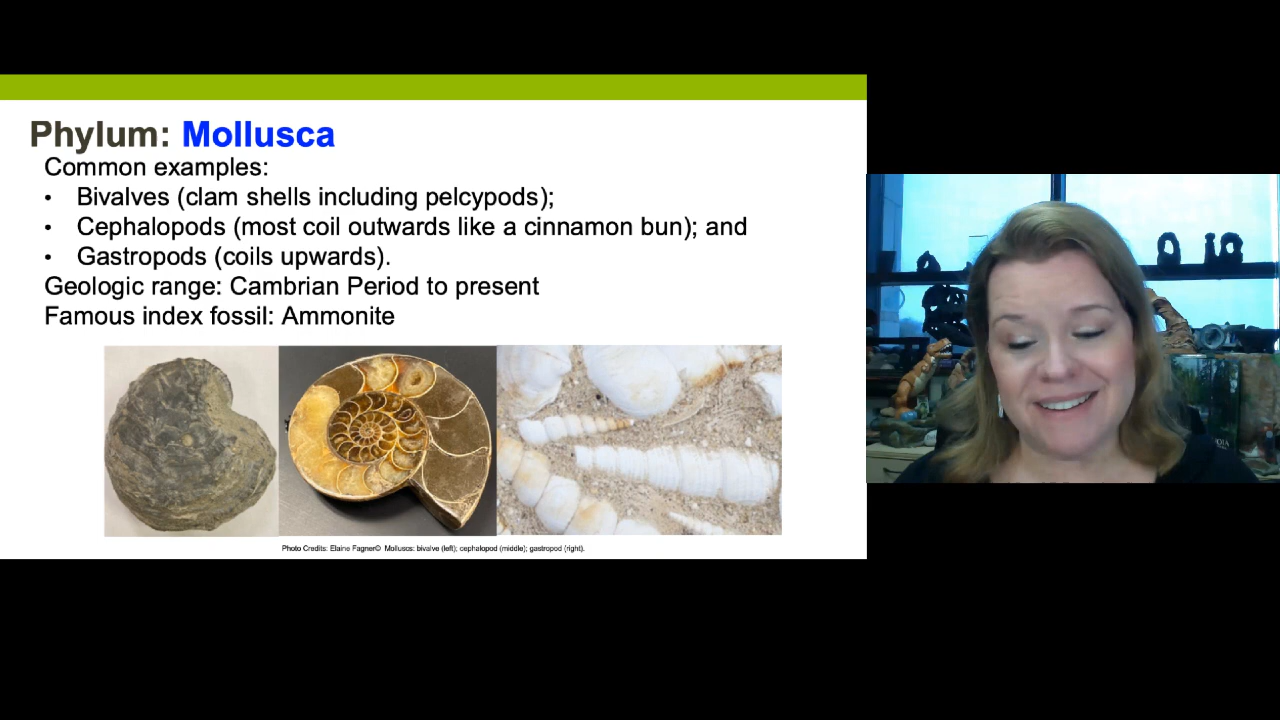 Phylum: Mollusca
Common examples:
• Bivalves (clam shells including pelcypods);
• Cephalopods (most coil outwards like a cinnamon bun); and
• Gastropods (coils upwards).
Geologic range: Cambrian Period to present
Famous index fossil: Ammonite
Photo Credits: Elaine Fagner© Molluscs: bivalve (left); cephalopod (middle); gastropod (right).